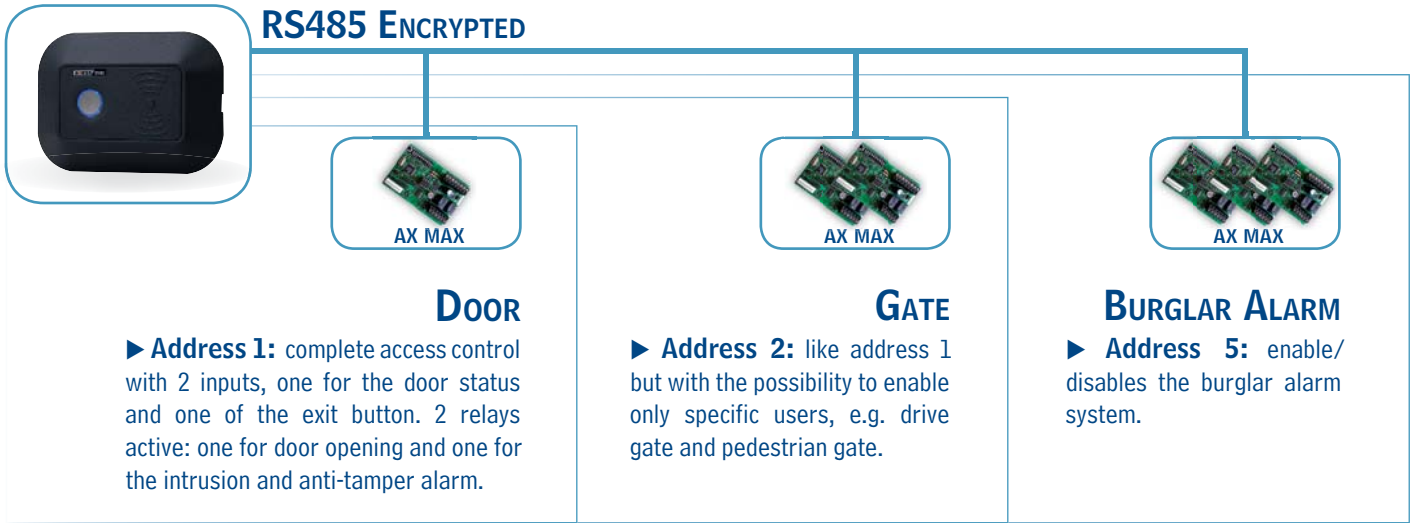 RS485 ENCRYPTED
AX MAX
AX MAX
AX MAX
DOOR
▶ Address 1: complete access control
with 2 inputs, one for the door status
and one of the exit button. 2 relays
active: one for door opening and one for
the intrusion and anti-tamper alarm.
GATE
▶ Address 2: like address 1
but with the possibility to enable
only specific users, e.g. drive
gate and pedestrian gate.
BURGLAR ALARM
▶ Address 5: enable/
disables the burglar alarm
system.